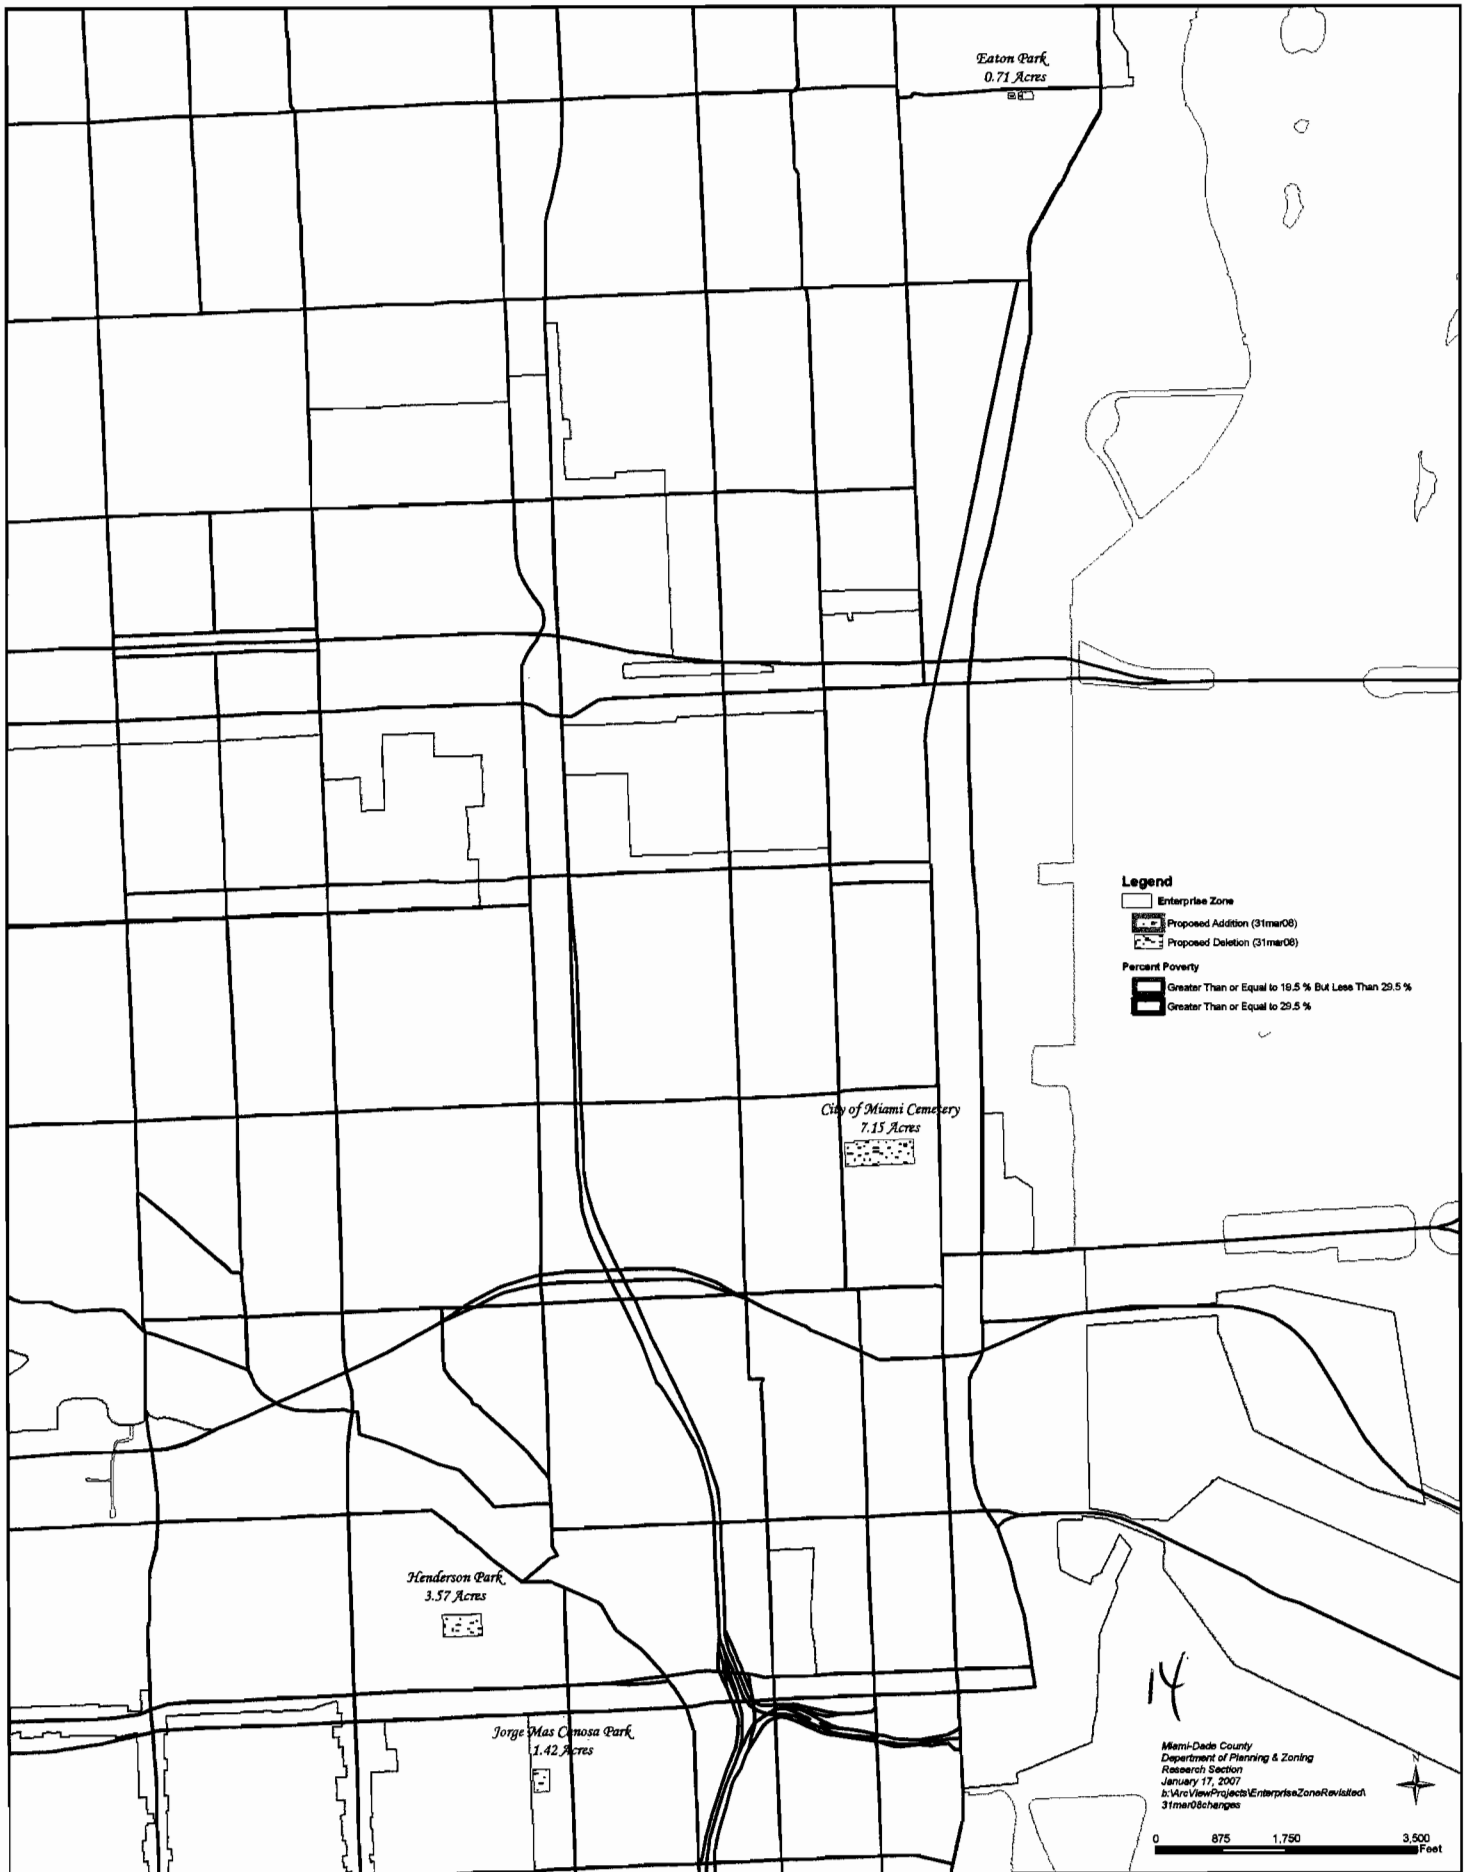 Eaton Park
0.71 Acres
Legend
Enterprise Zone
Proposed Addition (31mar08)
Proposed Deletion (31mar08)
Percent Poverty
Greater Than or Equal to 19.5 % But Less Than 29.5 %
Greater Than or Equal to 29.5 %
City of Miami Cemetery
7.15 Acres
Henderson Park
3.57 Acres
14
Jorge Mas Canosa Park
1.42 Acres
Miami-Dade County
Department of Planning & Zoning
Research Section
January 17, 2007
b:\ArcViewProjects\EnterpriseZoneRevisited\
31mar08changes
N
0 875 1,750 3,500
Feet